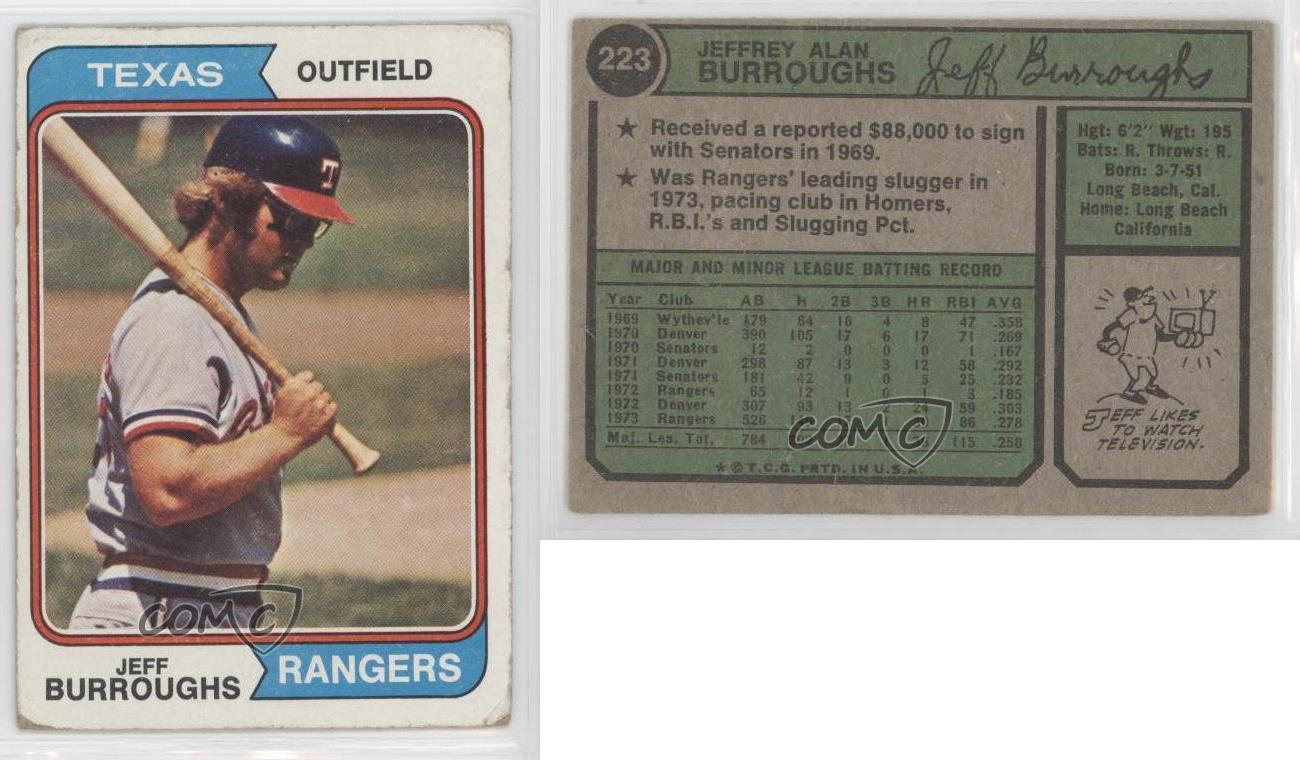 TEXAS
OUTFIELD
T
COMC
JEFF
BURROUGHS
RANGERS
223
JEFFREY ALAN
BURROUGHS
Jeff Burroughs
★ Received a reported $88,000 to sign
with Senators in 1969.
★ Was Rangers' leading slugger in
1973, pacing club in Homers,
R.B.I.'s and Slugging Pct.
Hgt: 6'2" Wgt: 195
Bats: R. Throws: R.
Born: 3-7-51
Long Beach, Cal.
Home: Long Beach
California
MAJOR AND MINOR LEAGUE BATTING RECORD
Year Club AB H 2B 3B HR RBI AVG
1969 Wythev'le 179 64 16 4 8 47 .358
1970 Denver 390 105 17 6 17 71 .269
1970 Senators 12 2 0 0 0 1 .167
1971 Denver 298 87 13 3 12 58 .292
1971 Senators 181 42 9 0 5 25 .232
1972 Rangers 65 12 1 0 1 3 .185
1972 Denver 307 93 13 2 24 59 .303
1973 Rangers 526 86 .278
Maj. Lea. Tot. 784 115 .258
COMC
★ © T.C.G. PRTD. IN U.S.A.
JEFF LIKES
TO WATCH
TELEVISION.